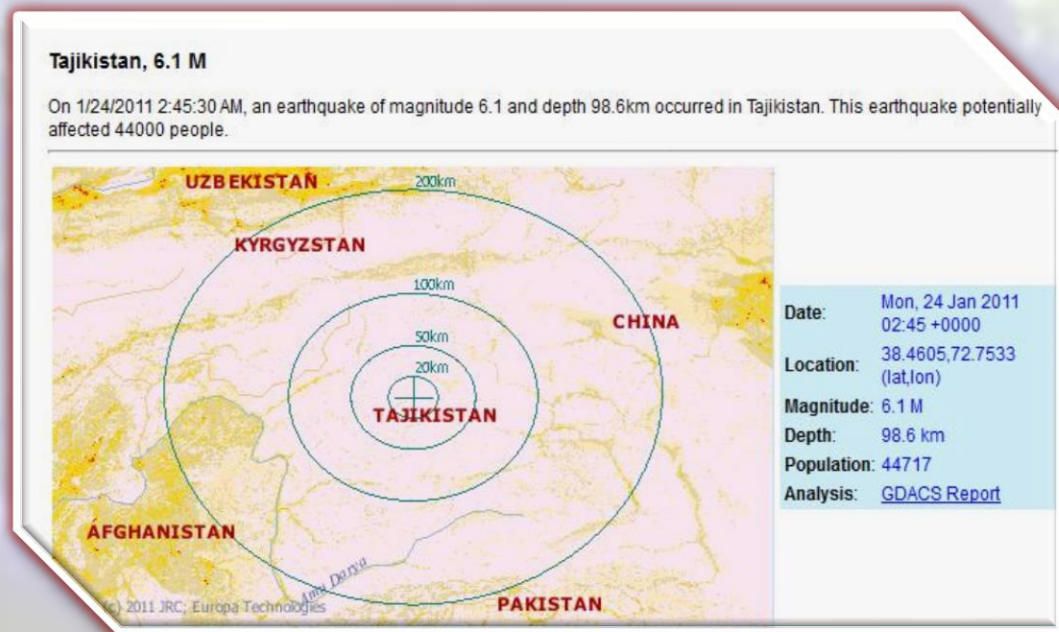 Tajikistan, 6.1 M
On 1/24/2011 2:45:30 AM, an earthquake of magnitude 6.1 and depth 98.6km occurred in Tajikistan. This earthquake potentially
affected 44000 people.
UZBEKISTAN
200km
KYRGYZSTAN
100km
CHINA
50km
20km
TAJIKISTAN
AFGHANISTAN
Amu Darya
(c) 2011 JRC; Europa Technologies
PAKISTAN
Date: Mon, 24 Jan 2011
02:45 +0000
Location: 38.4605,72.7533
(lat,lon)
Magnitude: 6.1 M
Depth: 98.6 km
Population: 44717
Analysis: GDACS Report